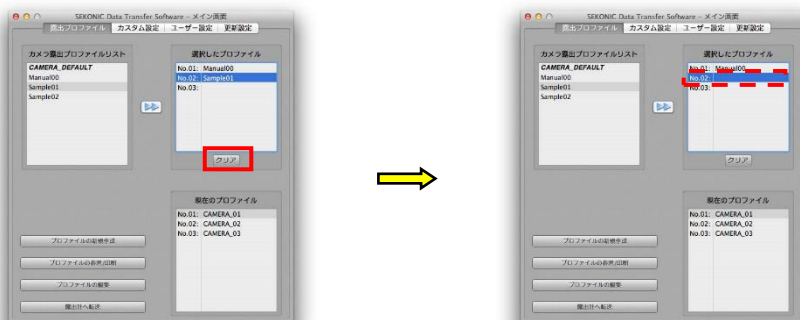 SEKONIC Data Transfer Software – メイン画面
露出プロファイル カスタム設定 ユーザー設定 更新設定
カメラ露出プロファイルリスト
CAMERA_DEFAULT
Manual00
Sample01
Sample02
選択したプロファイル
No.01: Manual00
No.02: Sample01
No.03:
クリア
現在のプロファイル
No.01: CAMERA_01
No.02: CAMERA_02
No.03: CAMERA_03
プロファイルの新規作成
プロファイルの参照/印刷
プロファイルの編集
露出計へ転送
SEKONIC Data Transfer Software – メイン画面
露出プロファイル カスタム設定 ユーザー設定 更新設定
カメラ露出プロファイルリスト
CAMERA_DEFAULT
Manual00
Sample01
Sample02
選択したプロファイル
No.01: Manual00
No.02:
No.03:
クリア
現在のプロファイル
No.01: CAMERA_01
No.02: CAMERA_02
No.03: CAMERA_03
プロファイルの新規作成
プロファイルの参照/印刷
プロファイルの編集
露出計へ転送